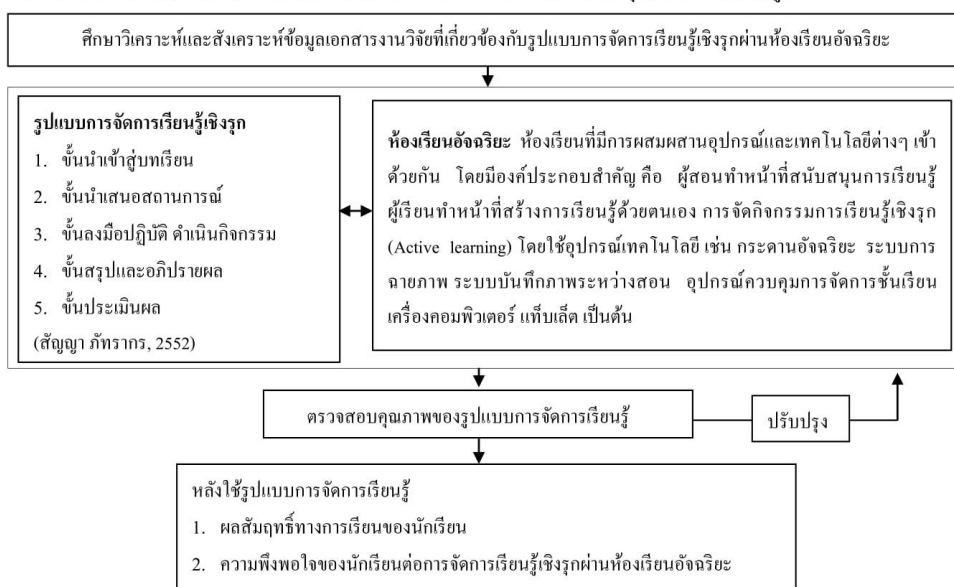 ศึกษาวิเคราะห์และสังเคราะห์ข้อมูลเอกสารงานวิจัยที่เกี่ยวข้องกับรูปแบบการจัดการเรียนรู้เชิงรุกผ่านห้องเรียนอัจฉริยะ
รูปแบบการจัดการเรียนรู้เชิงรุก
1. ขั้นนำเข้าสู่บทเรียน
2. ขั้นนำเสนอสถานการณ์
3. ขั้นลงมือปฏิบัติ ดำเนินกิจกรรม
4. ขั้นสรุปและอภิปรายผล
5. ขั้นประเมินผล
(สัญญา ภัทรากร, 2552)
ห้องเรียนอัจฉริยะ ห้องเรียนที่มีการผสมผสานอุปกรณ์และเทคโนโลยีต่างๆ เข้า
ด้วยกัน โดยมีองค์ประกอบสำคัญ คือ ผู้สอนทำหน้าที่สนับสนุนการเรียนรู้
ผู้เรียนทำหน้าที่สร้างการเรียนรู้ด้วยตนเอง การจัดกิจกรรมการเรียนรู้เชิงรุก
(Active learning) โดยใช้อุปกรณ์เทคโนโลยี เช่น กระดานอัจฉริยะ ระบบการ
ฉายภาพ ระบบบันทึกภาพระหว่างสอน อุปกรณ์ควบคุมการจัดการชั้นเรียน
เครื่องคอมพิวเตอร์ แท็บเล็ต เป็นต้น
ตรวจสอบคุณภาพของรูปแบบการจัดการเรียนรู้
ปรับปรุง
หลังใช้รูปแบบการจัดการเรียนรู้
1. ผลสัมฤทธิ์ทางการเรียนของนักเรียน
2. ความพึงพอใจของนักเรียนต่อการจัดการเรียนรู้เชิงรุกผ่านห้องเรียนอัจฉริยะ